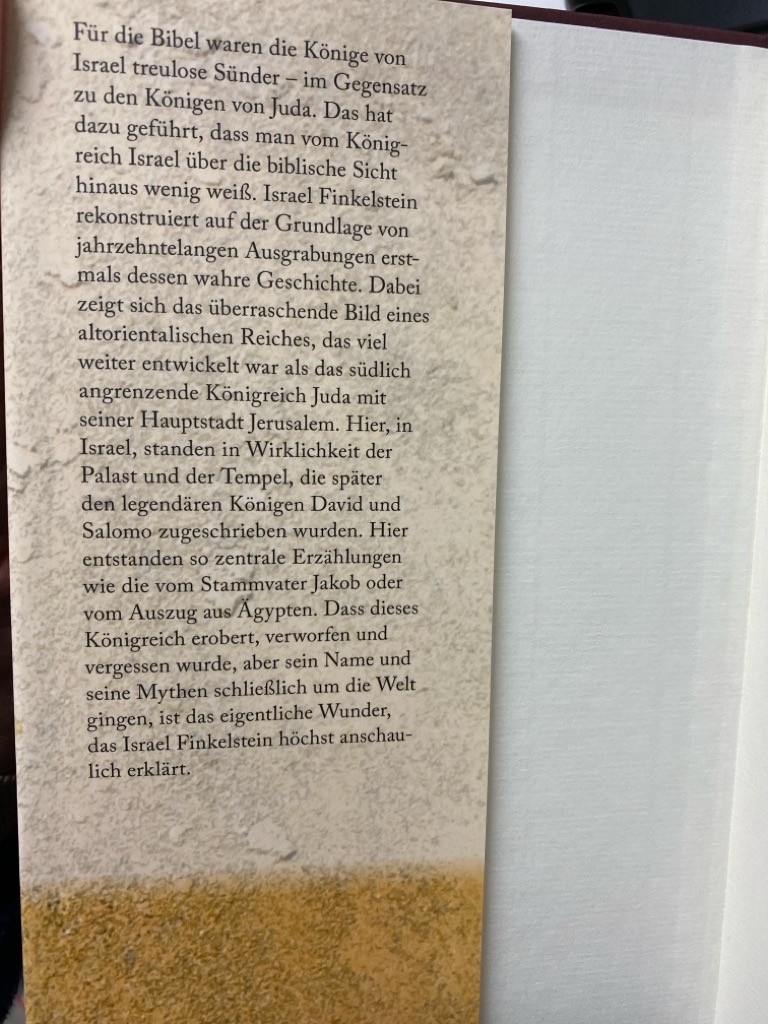 Für die Bibel waren die Könige von
Israel treulose Sünder – im Gegensatz
zu den Königen von Juda. Das hat
dazu geführt, dass man vom König-
reich Israel über die biblische Sicht
hinaus wenig weiß. Israel Finkelstein
rekonstruiert auf der Grundlage von
jahrzehntelangen Ausgrabungen erst-
mals dessen wahre Geschichte. Dabei
zeigt sich das überraschende Bild eines
altorientalischen Reiches, das viel
weiter entwickelt war als das südlich
angrenzende Königreich Juda mit
seiner Hauptstadt Jerusalem. Hier, in
Israel, standen in Wirklichkeit der
Palast und der Tempel, die später
den legendären Königen David und
Salomo zugeschrieben wurden. Hier
entstanden so zentrale Erzählungen
wie die vom Stammvater Jakob oder
vom Auszug aus Ägypten. Dass dieses
Königreich erobert, verworfen und
vergessen wurde, aber sein Name und
seine Mythen schließlich um die Welt
gingen, ist das eigentliche Wunder,
das Israel Finkelstein höchst anschau-
lich erklärt.